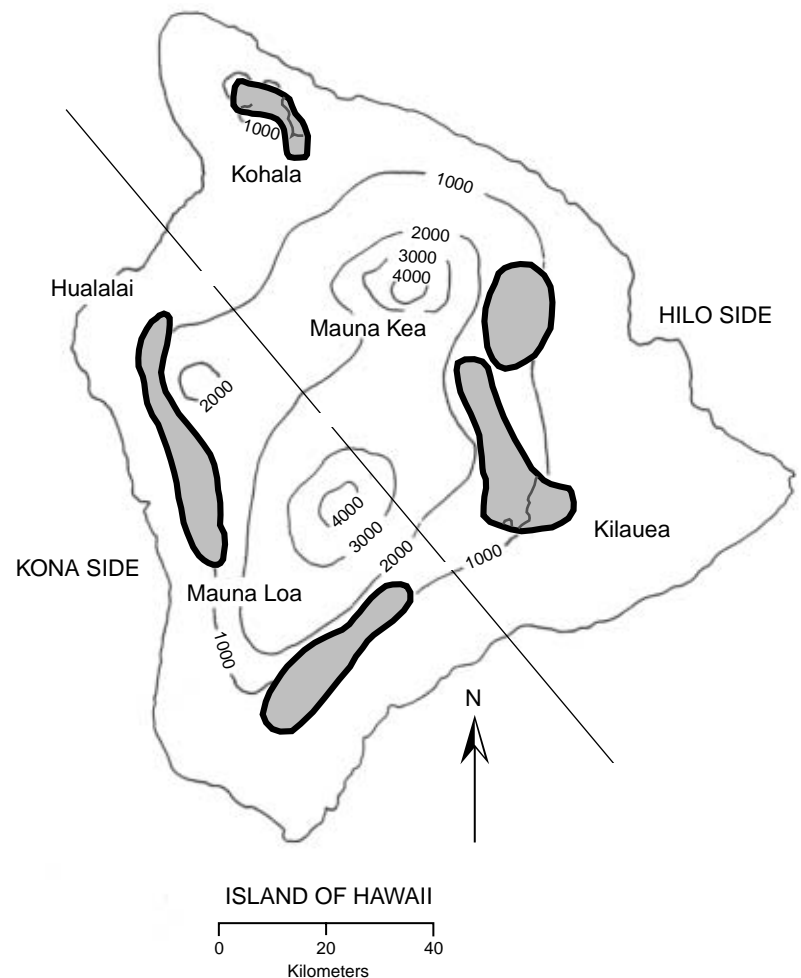 1000
Kohala
1000
2000
3000
4000
Hualalai
Mauna Kea
HILO SIDE
2000
4000
3000
Kilauea
2000
1000
KONA SIDE
Mauna Loa
1000
N
ISLAND OF HAWAII
0 20 40
Kilometers